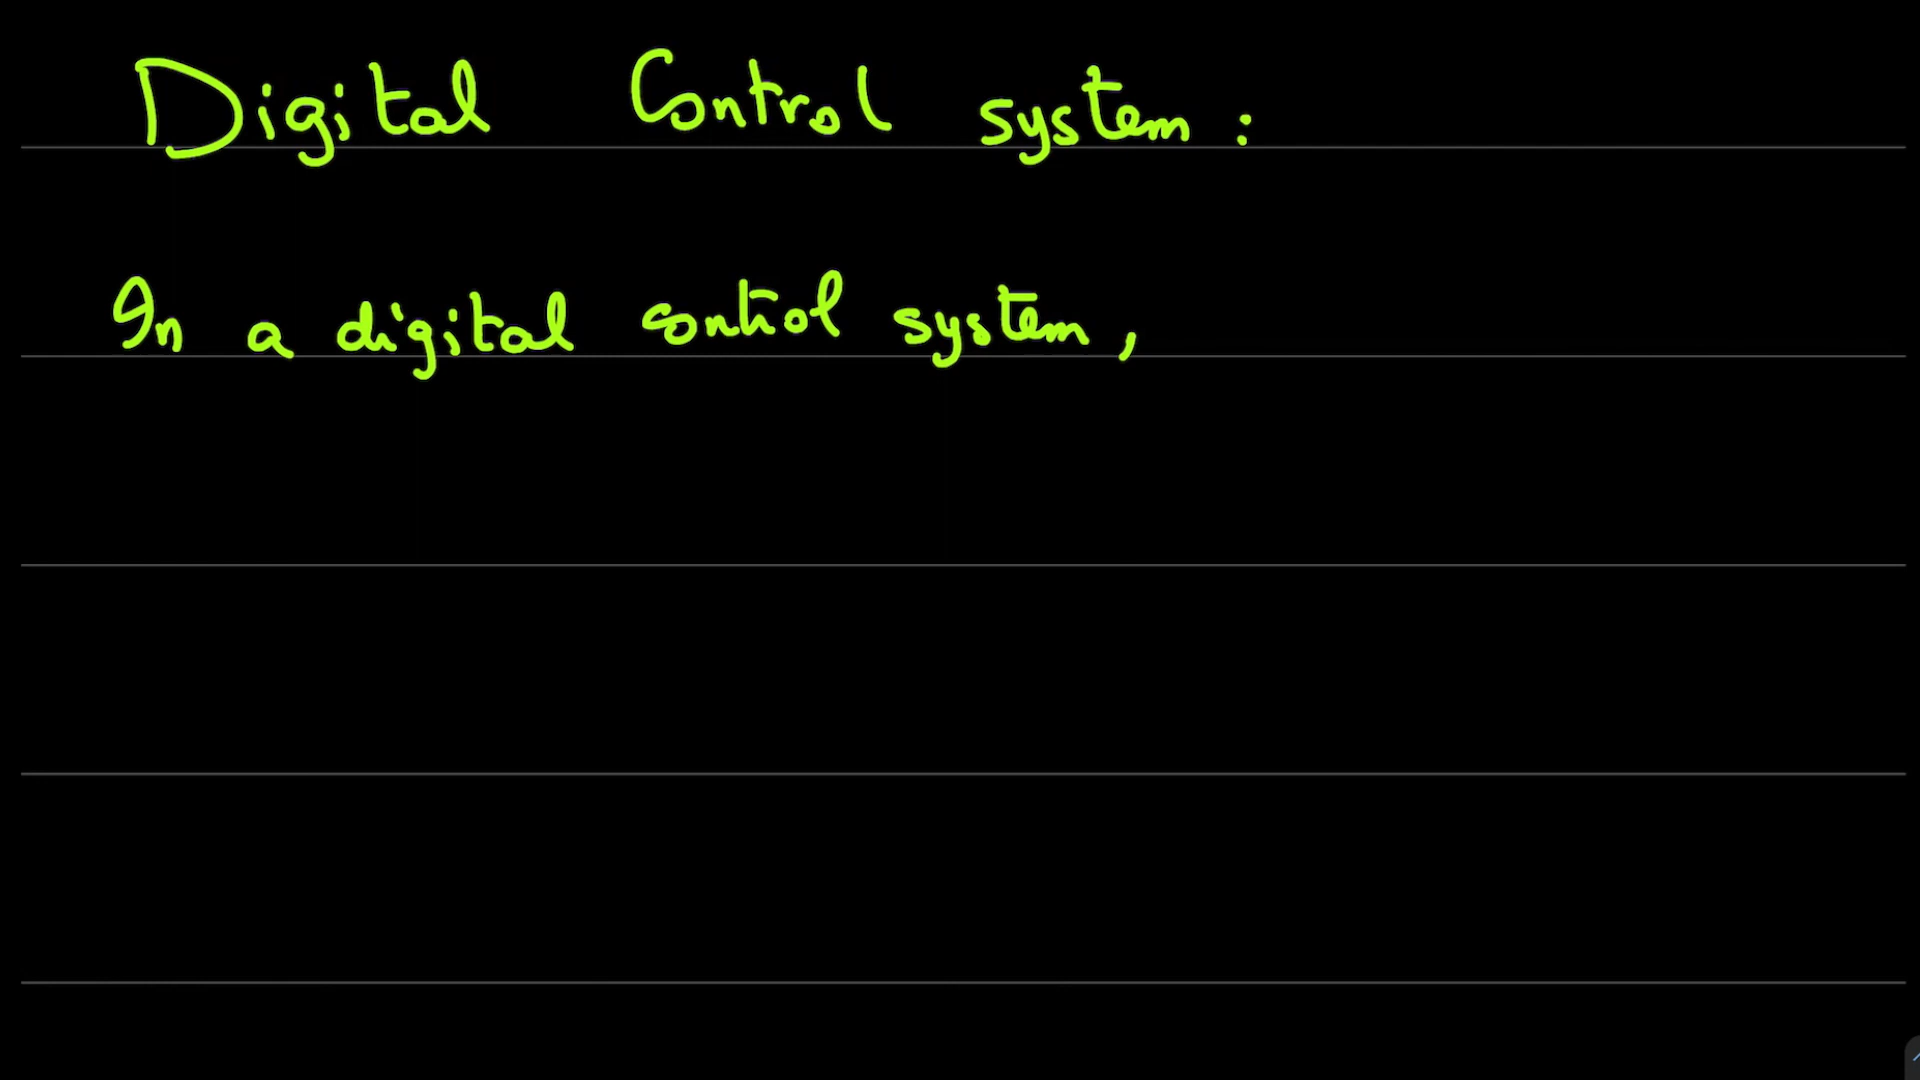 Digital Control system :
In a digital control system,